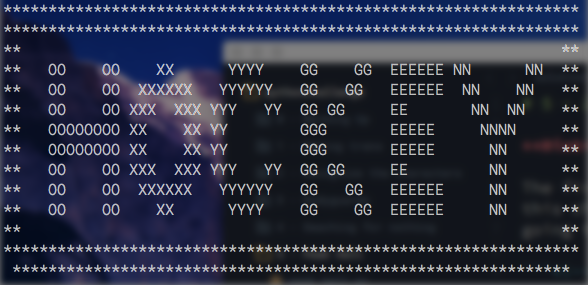 ****************************************************************
****************************************************************
**                                                            **
**   OO    OO    XX      YYYY    GG    GG  EEEEEE NN      NN  **
**   OO    OO  XXXXXX   YYYYYY   GG   GG   EEEEEE  NN    NN   **
**   OO    OO XXX  XXX YYY   YY  GG GG     EE       NN  NN    **
**   OOOOOOOO XX    XX YY        GGG       EEEEE     NNNN     **
**   OOOOOOOO XX    XX YY        GGG       EEEEE      NN      **
**   OO    OO XXX  XXX YYY   YY  GG GG     EE         NN      **
**   OO    OO  XXXXXX   YYYYYY   GG   GG   EEEEEE     NN      **
**   OO    OO    XX      YYYY    GG    GG  EEEEEE     NN      **
**                                                            **
****************************************************************
 **************************************************************